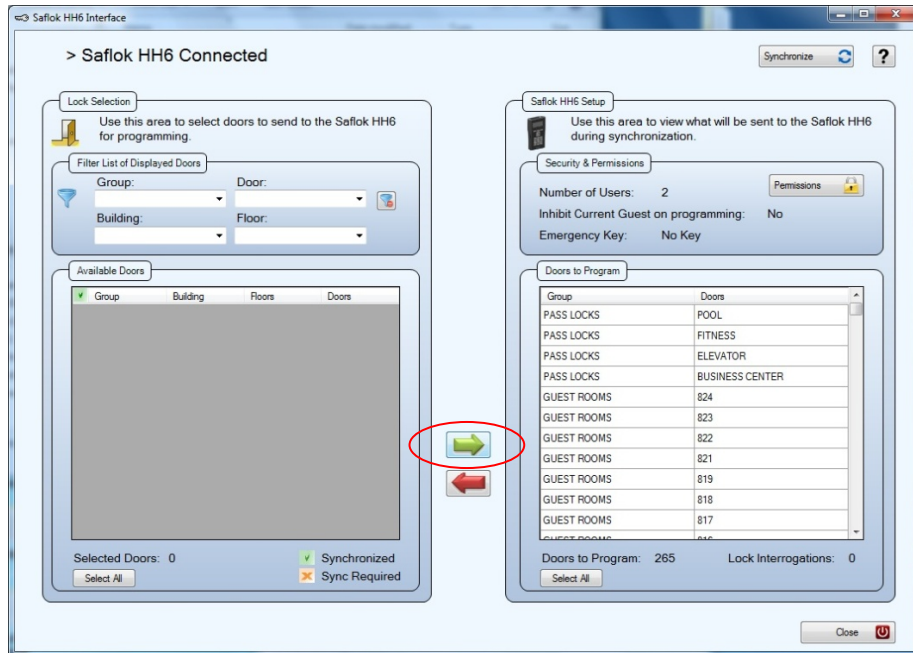 Saflok HH6 Interface
> Saflok HH6 Connected
Synchronize
?
Lock Selection
Use this area to select doors to send to the Saflok HH6
for programming.
Filter List of Displayed Doors
Group: Door:
Building: Floor:
Available Doors
Group Building Floors Doors
Selected Doors: 0
Synchronized
Select All
Sync Required
Saflok HH6 Setup
Use this area to view what will be sent to the Saflok HH6
during synchronization.
Security & Permissions
Number of Users: 2
Permissions
Inhibit Current Guest on programming: No
Emergency Key: No Key
Doors to Program
Group Doors
PASS LOCKS POOL
PASS LOCKS FITNESS
PASS LOCKS ELEVATOR
PASS LOCKS BUSINESS CENTER
GUEST ROOMS 824
GUEST ROOMS 823
GUEST ROOMS 822
GUEST ROOMS 821
GUEST ROOMS 819
GUEST ROOMS 818
GUEST ROOMS 817
GUEST ROOMS 816
Doors to Program: 265 Lock Interrogations: 0
Select All
Close